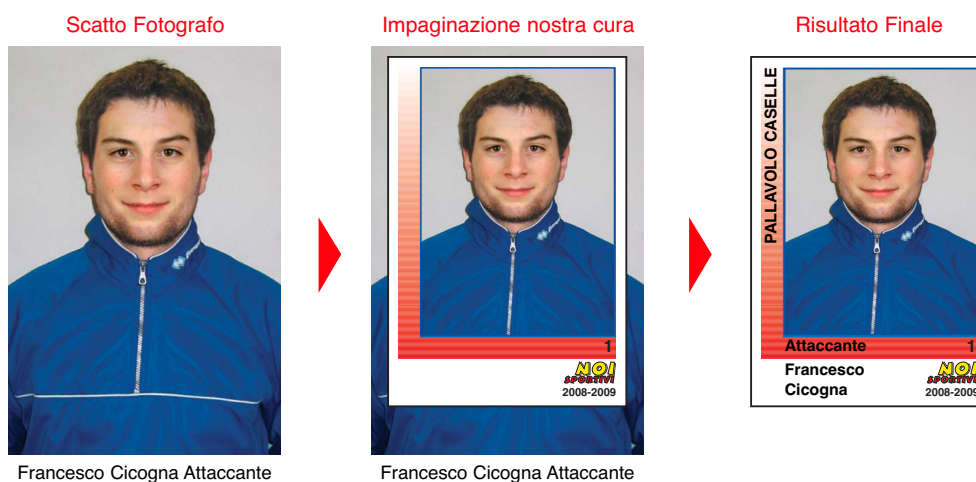 Scatto Fotografo
Impaginazione nostra cura
Risultato Finale
1
NOI
SPORTIVI
2008-2009
PALLAVOLO CASELLE
Attaccante
1
Francesco
Cicogna
NOI
SPORTIVI
2008-2009
Francesco Cicogna Attaccante
Francesco Cicogna Attaccante